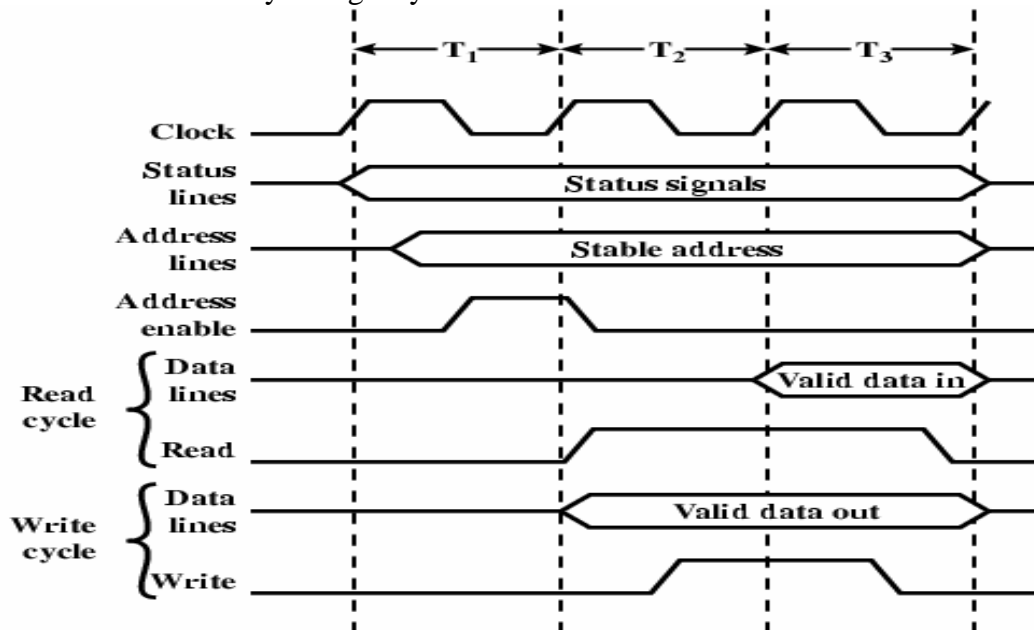 T₁ T₂ T₃
Clock
Status
lines
Status signals
Address
lines
Stable address
Address
enable
Read
cycle
Data
lines
Valid data in
Read
Write
cycle
Data
lines
Valid data out
Write